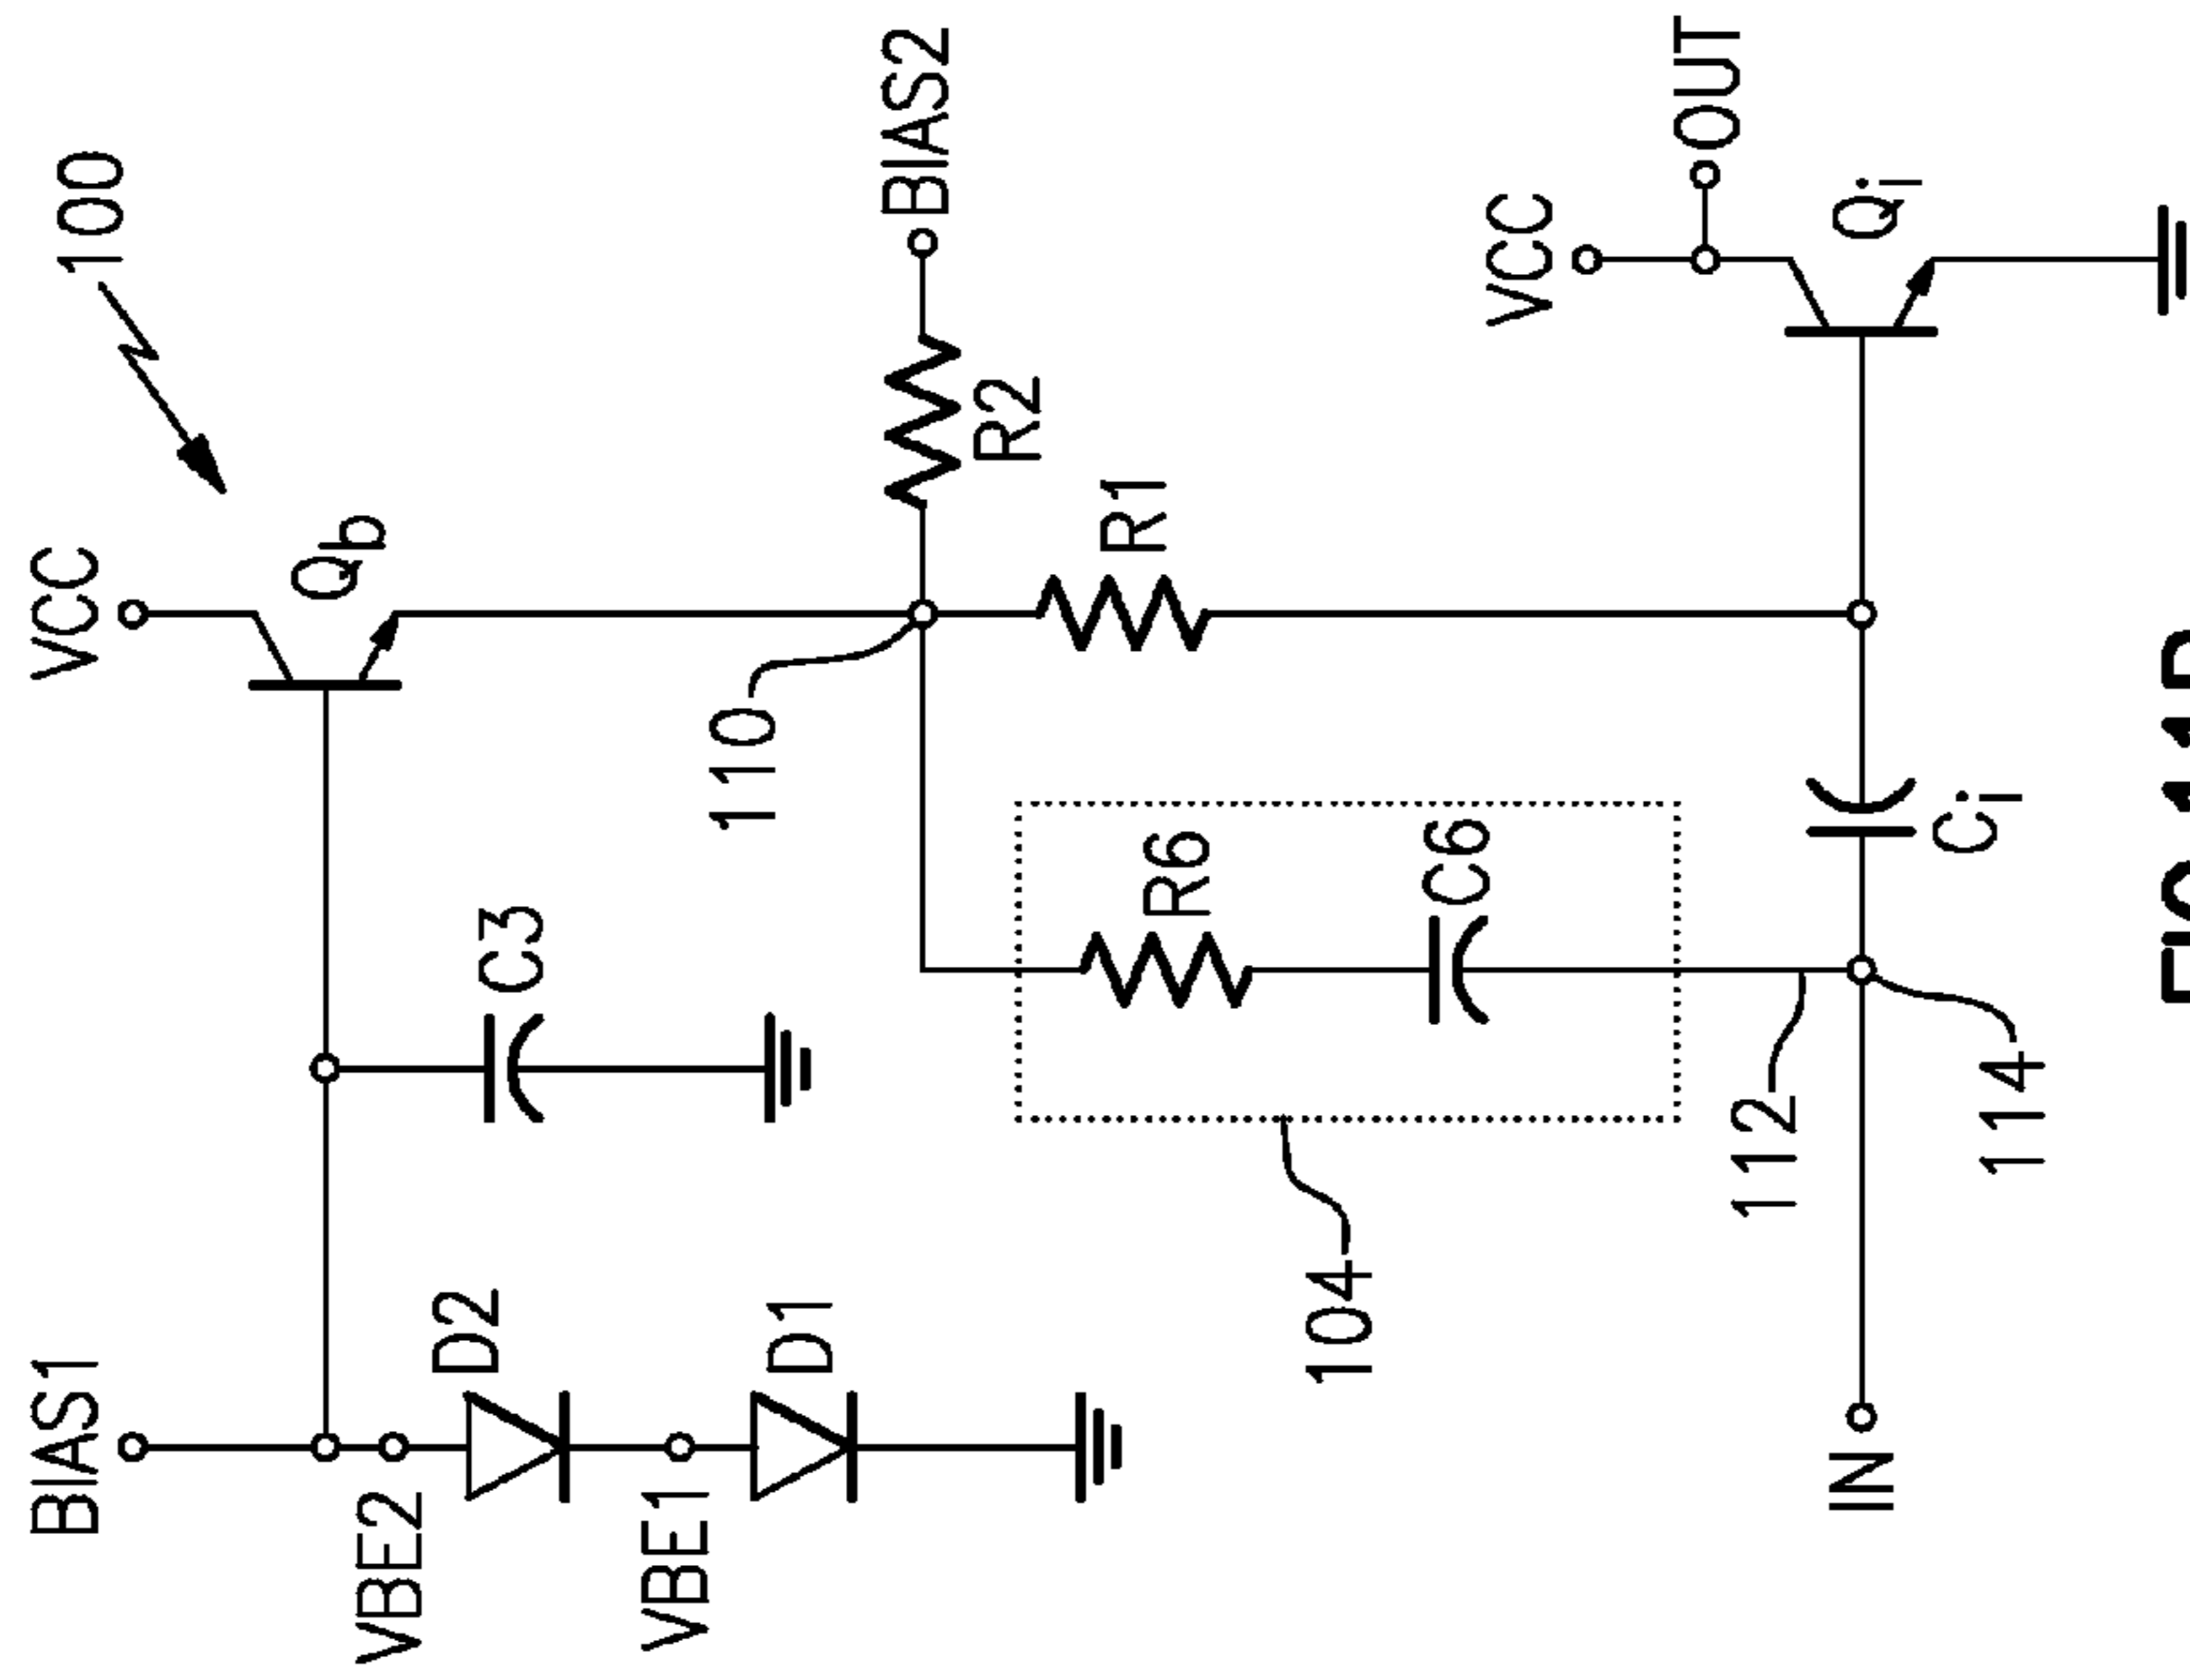 BIAS1
VCC
100
Qb
VBE2
D2
C3
VBE1
110
D1
BIAS2
R2
R1
R6
104
C6
VCC
OUT
112
IN
Qi
Ci
114